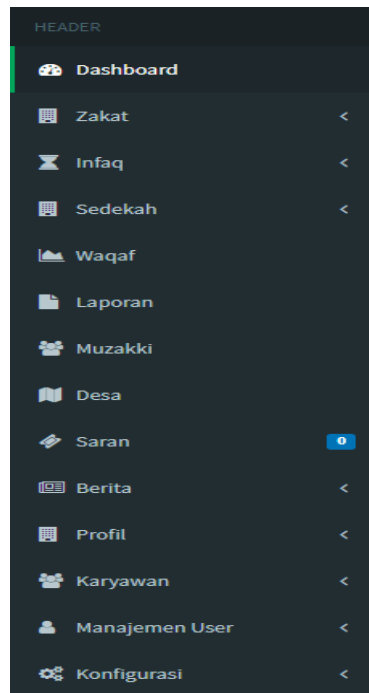 HEADER
Dashboard
Zakat
Infaq
Sedekah
Waqaf
Laporan
Muzakki
Desa
Saran 0
Berita
Profil
Karyawan
Manajemen User
Konfigurasi